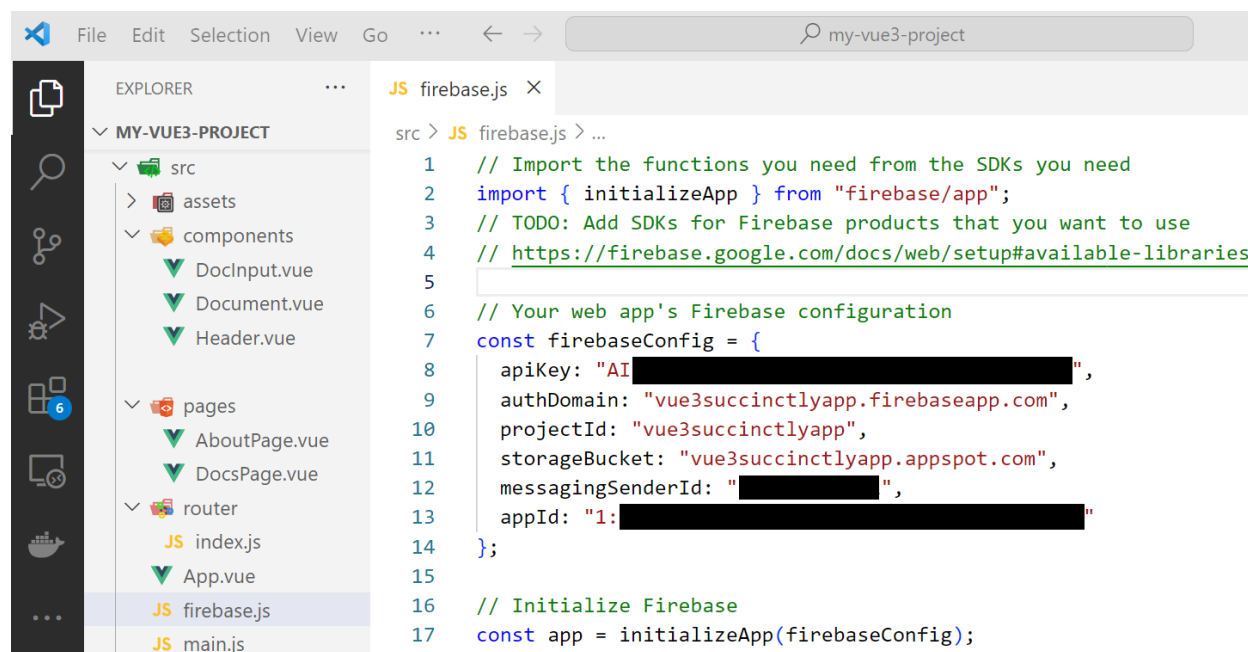 File Edit Selection View Go ··· my-vue3-project
EXPLORER ···
MY-VUE3-PROJECT
src
assets
components
DocInput.vue
Document.vue
Header.vue
pages
AboutPage.vue
DocsPage.vue
router
JS index.js
App.vue
JS firebase.js
JS main.js
6
JS firebase.js
src > JS firebase.js > ...
1 // Import the functions you need from the SDKs you need
2 import { initializeApp } from "firebase/app";
3 // TODO: Add SDKs for Firebase products that you want to use
4 // https://firebase.google.com/docs/web/setup#available-libraries
5
6 // Your web app's Firebase configuration
7 const firebaseConfig = {
8 apiKey: "AI",
9 authDomain: "vue3succinctlyapp.firebaseapp.com",
10 projectId: "vue3succinctlyapp",
11 storageBucket: "vue3succinctlyapp.appspot.com",
12 messagingSenderId: "",
13 appId: "1:"
14 };
15
16 // Initialize Firebase
17 const app = initializeApp(firebaseConfig);